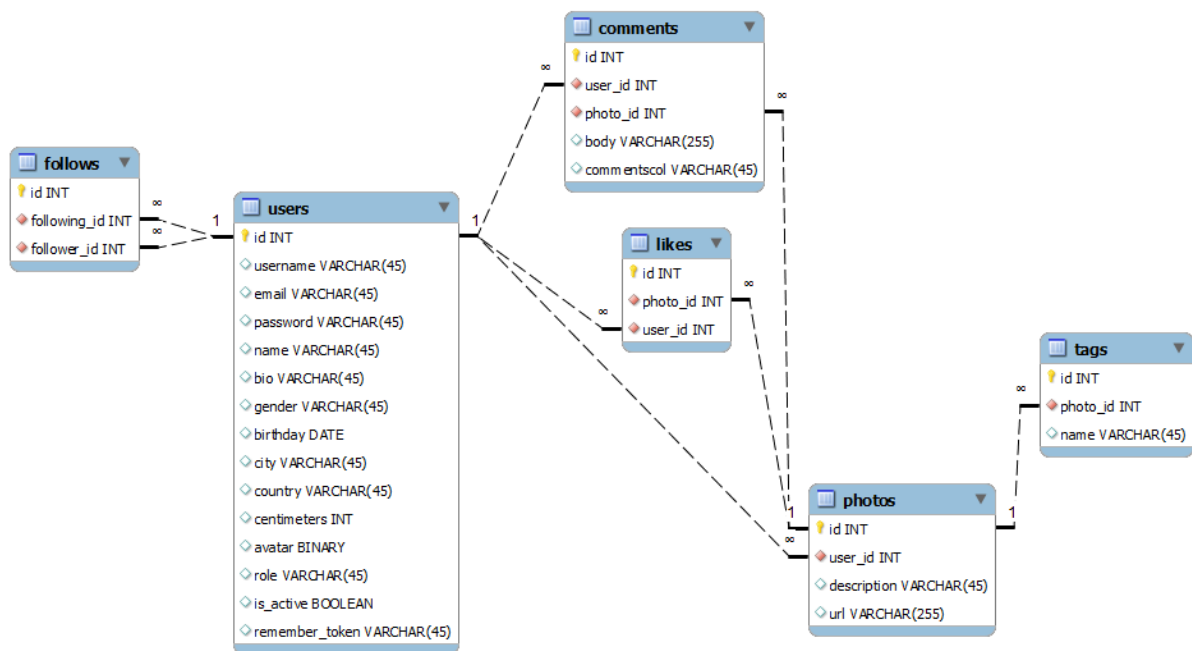 comments
id INT
user_id INT
photo_id INT
body VARCHAR(255)
commentscol VARCHAR(45)
∞
∞
follows
id INT
following_id INT
follower_id INT
∞
∞
1
users
id INT
username VARCHAR(45)
email VARCHAR(45)
password VARCHAR(45)
name VARCHAR(45)
bio VARCHAR(45)
gender VARCHAR(45)
birthday DATE
city VARCHAR(45)
country VARCHAR(45)
centimeters INT
avatar BINARY
role VARCHAR(45)
is_active BOOLEAN
remember_token VARCHAR(45)
1
likes
id INT
photo_id INT
user_id INT
∞
∞
tags
id INT
photo_id INT
name VARCHAR(45)
∞
photos
id INT
user_id INT
description VARCHAR(45)
url VARCHAR(255)
1
∞
1